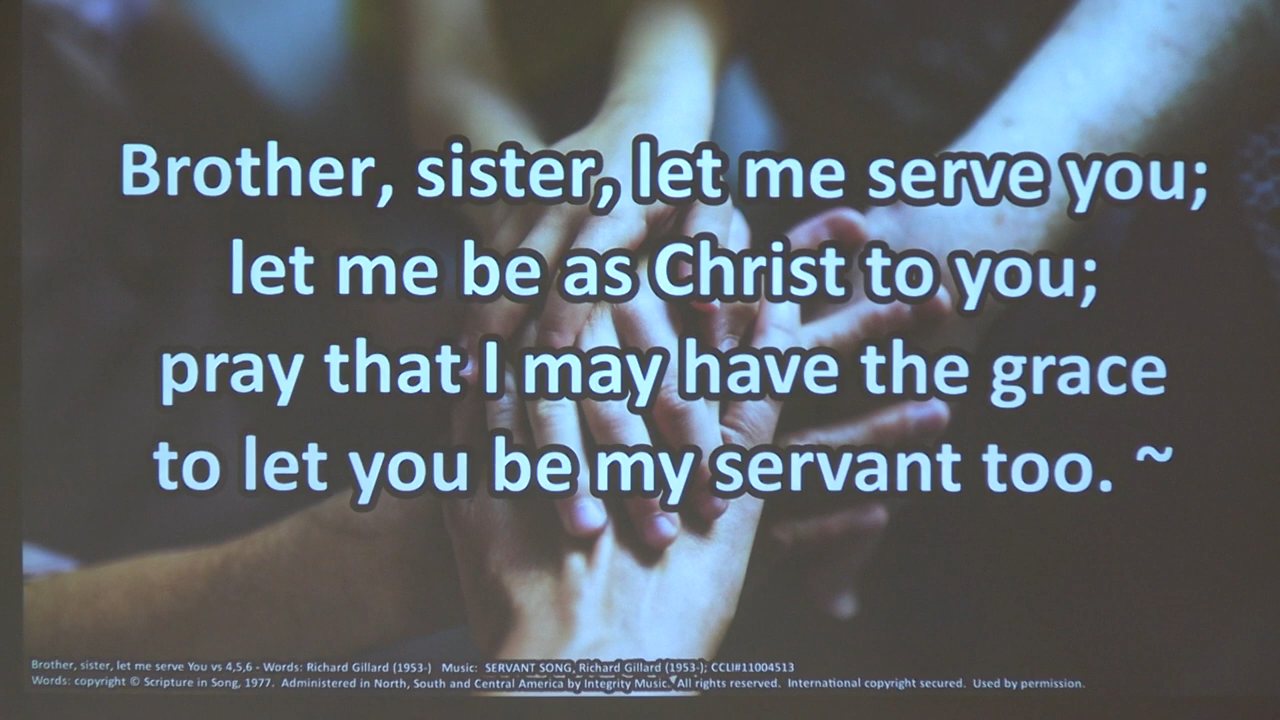 Brother, sister, let me serve you;
let me be as Christ to you;
pray that I may have the grace
to let you be my servant too. ~
Brother, sister, let me serve You vs 4,5,6 - Words: Richard Gillard (1953-) Music: SERVANT SONG, Richard Gillard (1953-); CCLI#11004513
Words: copyright © Scripture in Song, 1977. Administered in North, South and Central America by Integrity Music. All rights reserved. International copyright secured. Used by permission.